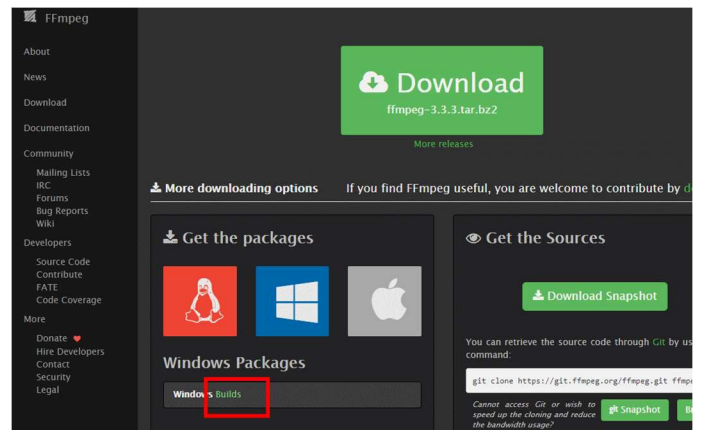 FFmpeg
About
News
Download
Documentation
Community
Mailing Lists
IRC
Forums
Bug Reports
Wiki
Developers
Source Code
Contribute
FATE
Code Coverage
More
Donate
Hire Developers
Contact
Security
Legal
Download
ffmpeg-3.3.3.tar.bz2
More releases
More downloading options If you find FFmpeg useful, you are welcome to contribute by
Get the packages
Windows Packages
Windows Builds
Get the Sources
Download Snapshot
You can retrieve the source code through Git by
command:
git clone https://git.ffmpeg.org/ffmpeg.git
Cannot access Git or wish to
speed up the cloning and reduce
the bandwidth usage?
git Snapshot